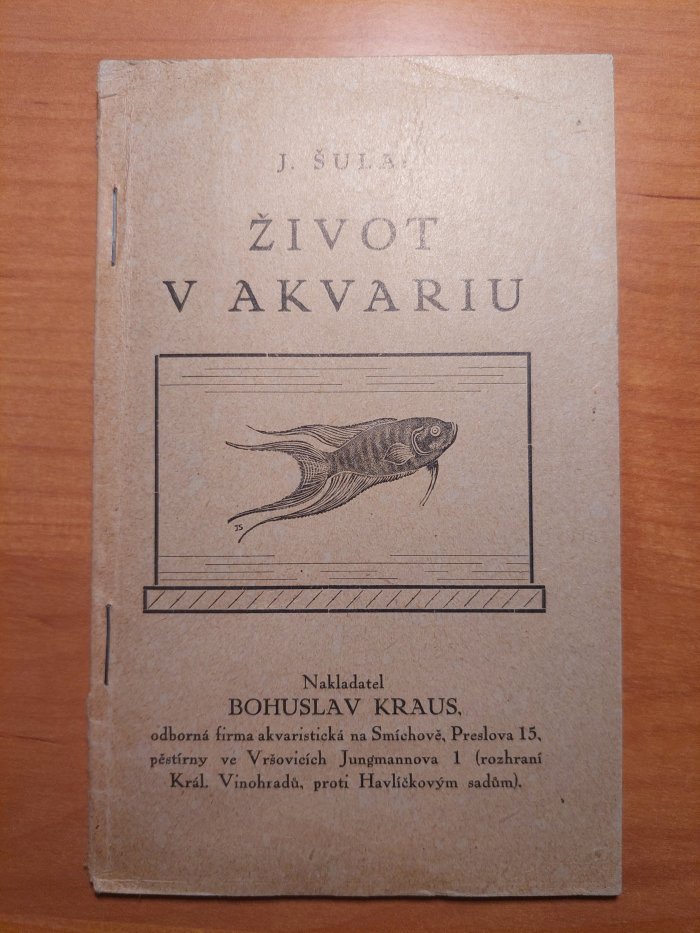 J. ŠULA:
ŽIVOT
V AKVARIU
JS
Nakladatel
BOHUSLAV KRAUS,
odborná firma akvaristická na Smíchově, Preslova 15,
pěstírny ve Vršovicích Jungmannova 1 (rozhraní
Král. Vinohradů, proti Havlíčkovým sadům).